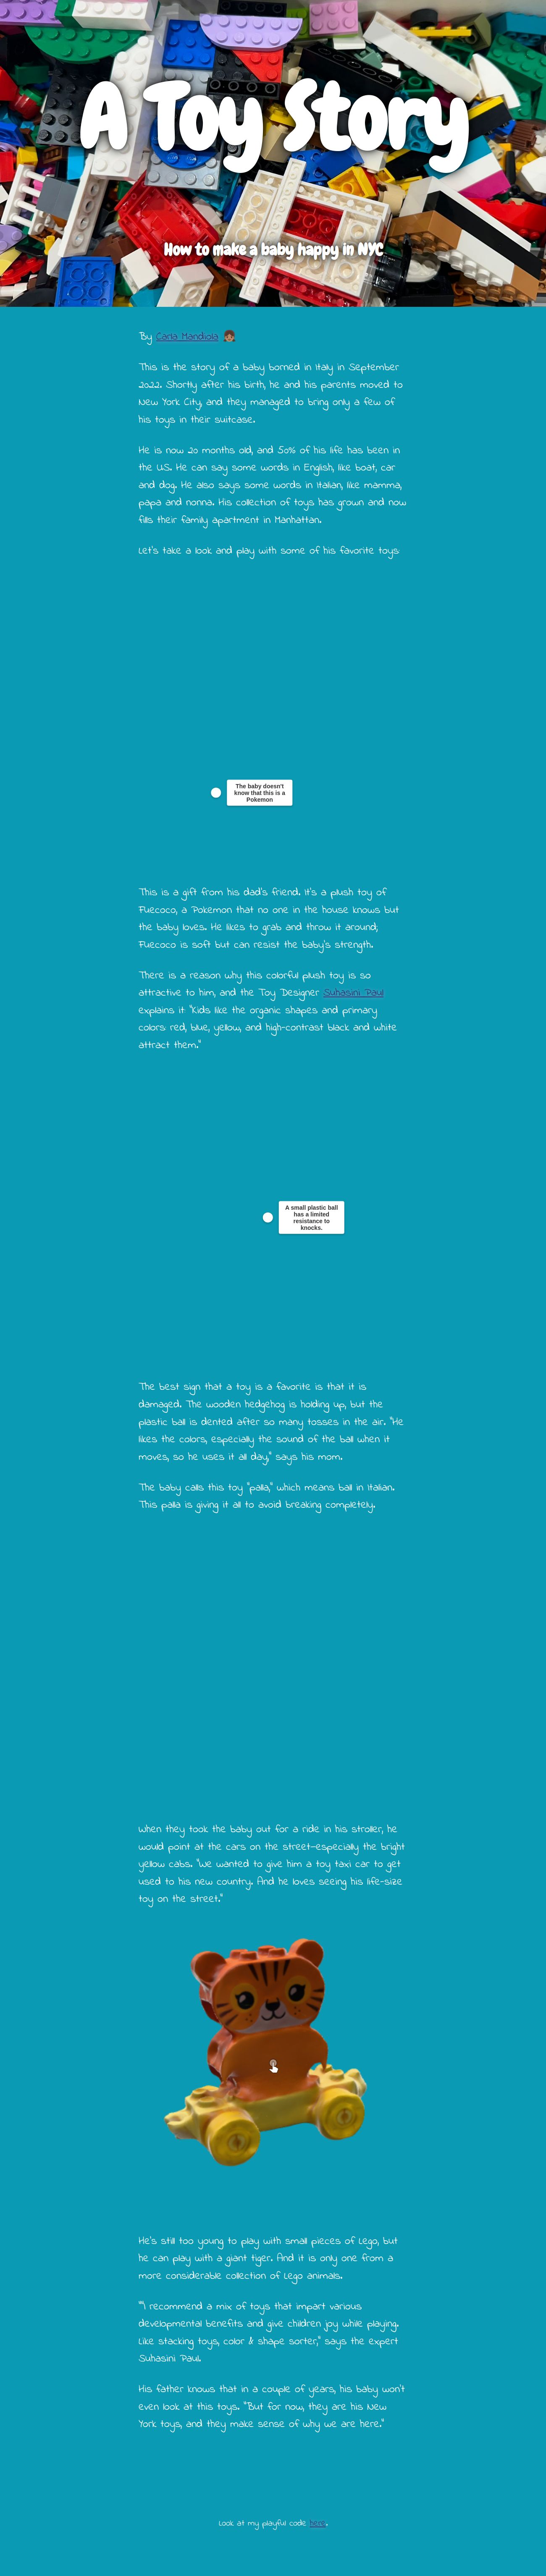 A Toy Story
How to make a baby happy in NYC
By Carla Mandiola 👧🏽
This is the story of a baby borned in Italy in September
2022. Shortly after his birth, he and his parents moved to
New York City, and they managed to bring only a few of
his toys in their suitcase.
He is now 20 months old, and 50% of his life has been in
the US. He can say some words in English, like boat, car
and dog. He also says some words in Italian, like mamma,
papa and nonna. His collection of toys has grown and now
fills their family apartment in Manhattan.
Let's take a look and play with some of his favorite toys:
The baby doesn't
know that this is a
Pokemon
This is a gift from his dad's friend. It's a plush toy of
Fuecoco, a Pokemon that no one in the house knows but
the baby loves. He likes to grab and throw it around;
Fuecoco is soft but can resist the baby's strength.
There is a reason why this colorful plush toy is so
attractive to him, and the Toy Designer Suhasini Paul
explains it: "Kids like the organic shapes and primary
colors: red, blue, yellow, and high-contrast black and white
attract them."
A small plastic ball
has a limited
resistance to
knocks.
The best sign that a toy is a favorite is that it is
damaged. The wooden hedgehog is holding up, but the
plastic ball is dented after so many tosses in the air. "He
likes the colors, especially the sound of the ball when it
moves, so he uses it all day," says his mom.
The baby calls this toy "palla," which means ball in Italian.
This palla is giving it all to avoid breaking completely.
When they took the baby out for a ride in his stroller, he
would point at the cars on the street—especially the bright
yellow cabs. "We wanted to give him a toy taxi car to get
used to his new country. And he loves seeing his life-size
toy on the street."
He's still too young to play with small pieces of Lego, but
he can play with a giant tiger. And it is only one from a
more considerable collection of Lego animals.
""I recommend a mix of toys that impart various
developmental benefits and give children joy while playing.
Like stacking toys, color & shape sorter," says the expert
Suhasini Paul.
His father knows that in a couple of years, his baby won't
even look at this toys. "But for now, they are his New
York toys, and they make sense of why we are here."
Look at my playful code here.